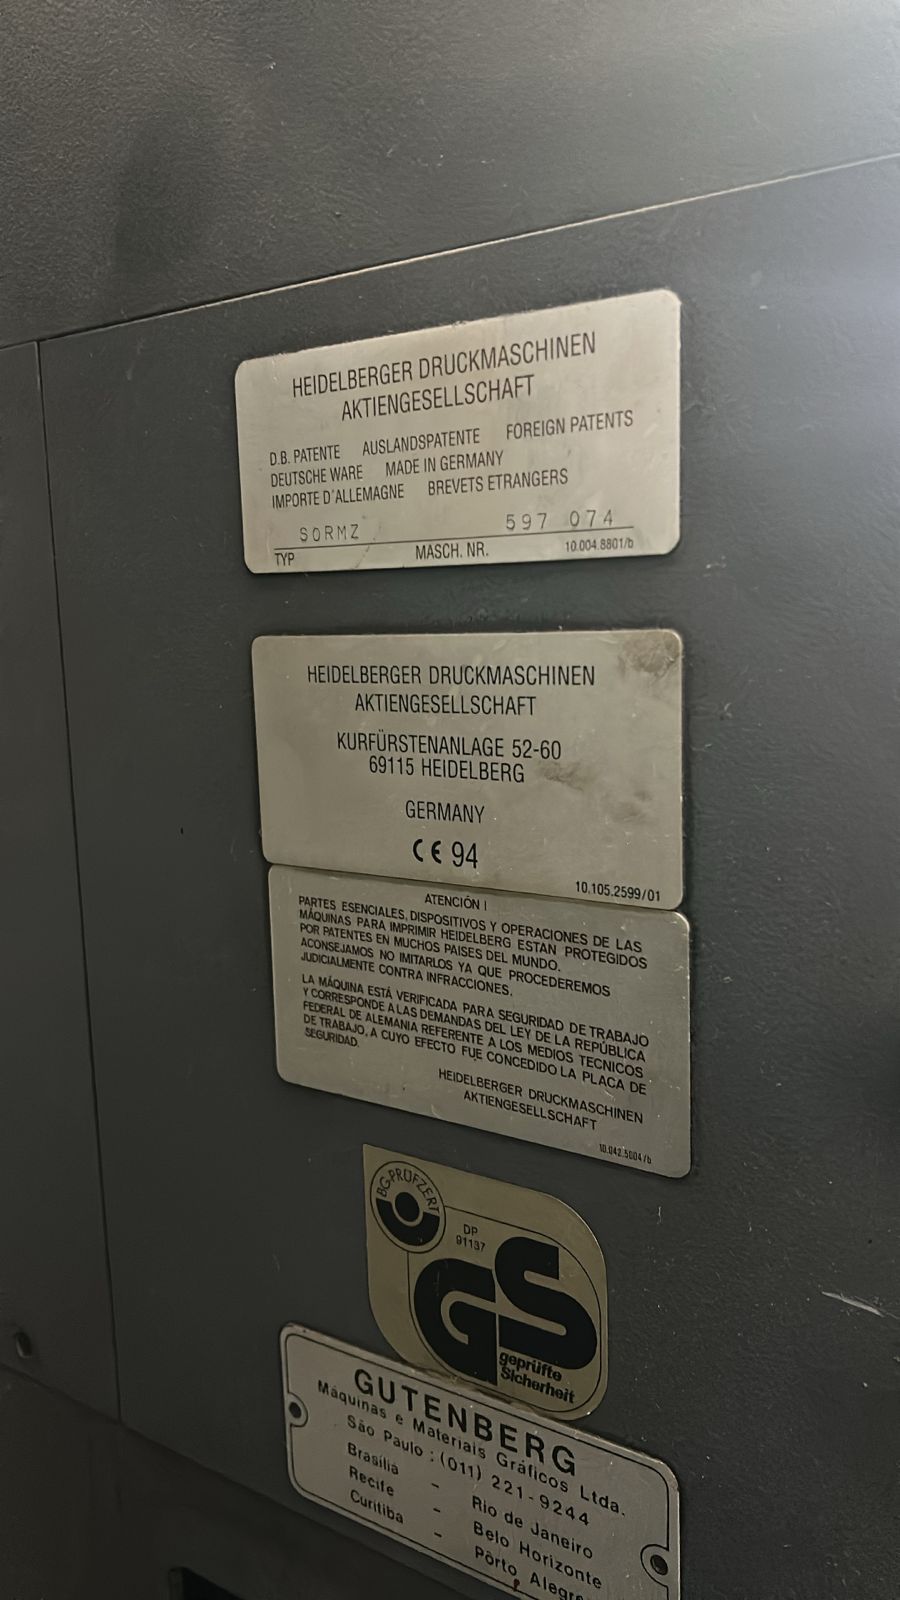 HEIDELBERGER DRUCKMASCHINEN
AKTIENGESELLSCHAFT
D.B. PATENTE AUSLANDSPATENTE FOREIGN PATENTS
DEUTSCHE WARE MADE IN GERMANY
IMPORTE D'ALLEMAGNE BREVETS ETRANGERS
SORMZ 597 074
TYP MASCH. NR. 10.004.8801/b
HEIDELBERGER DRUCKMASCHINEN
AKTIENGESELLSCHAFT
KURFÜRSTENANLAGE 52-60
69115 HEIDELBERG
GERMANY
CE 94
10.105.2599/01
ATENCIÓN !
PARTES ESENCIALES, DISPOSITIVOS Y OPERACIONES DE LAS
MÁQUINAS PARA IMPRIMIR HEIDELBERG ESTAN PROTEGIDOS
POR PATENTES EN MUCHOS PAISES DEL MUNDO.
ACONSEJAMOS NO IMITARLOS YA QUE PROCEDEREMOS
JUDICIALMENTE CONTRA INFRACCIONES.
LA MÁQUINA ESTÁ VERIFICADA PARA SEGURIDAD DE TRABAJO
Y CORRESPONDE A LAS DEMANDAS DEL LEY DE LA REPÚBLICA
FEDERAL DE ALEMANIA REFERENTE A LOS MEDIOS TECNICOS
DE TRABAJO, A CUYO EFECTO FUE CONCEDIDO LA PLACA DE
SEGURIDAD.
HEIDELBERGER DRUCKMASCHINEN
AKTIENGESELLSCHAFT
10.042.5004/b
BG-PRÜFZERT
DP
91137
GS
geprüfte
Sicherheit
GUTENBERG
Máquinas e Materiais Gráficos Ltda.
São Paulo : (011) 221-9244
Brasília - Rio de Janeiro
Recife - Belo Horizonte
Curitiba - Pôrto Alegre